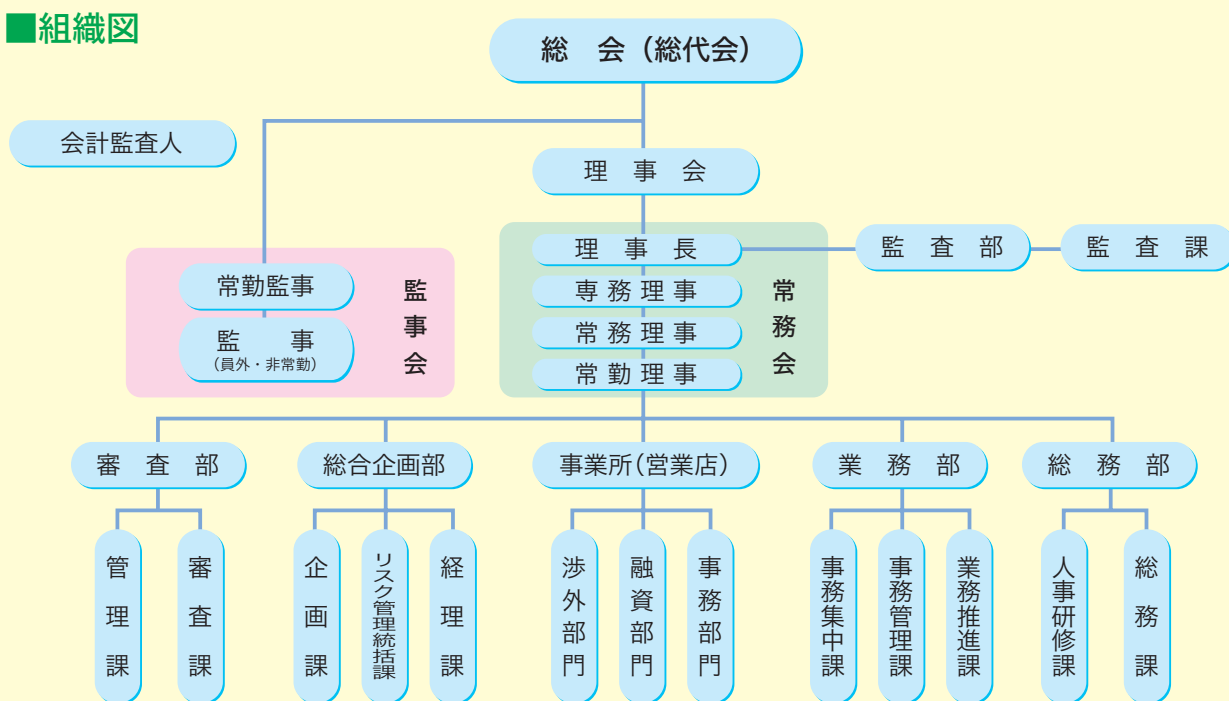 ■組織図
総　会（総代会）
会計監査人
理　事　会
理　事　長
監　査　部
監　査　課
常勤監事
監　　事
（員外・非常勤）
監事会
専 務 理 事
常 務 理 事
常 勤 理 事
常務会
審　査　部
総合企画部
事業所（営業店）
業　務　部
総　務　部
管理課
審査課
企画課
リスク管理統括課
経理課
渉外部門
融資部門
事務部門
事務集中課
事務管理課
業務推進課
人事研修課
総務課